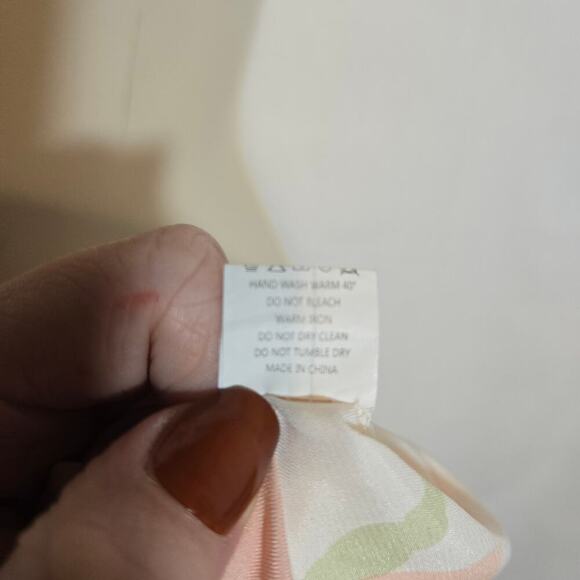 HAND WASH WARM 40°
DO NOT BLEACH
WARM IRON
DO NOT DRY CLEAN
DO NOT TUMBLE DRY
MADE IN CHINA